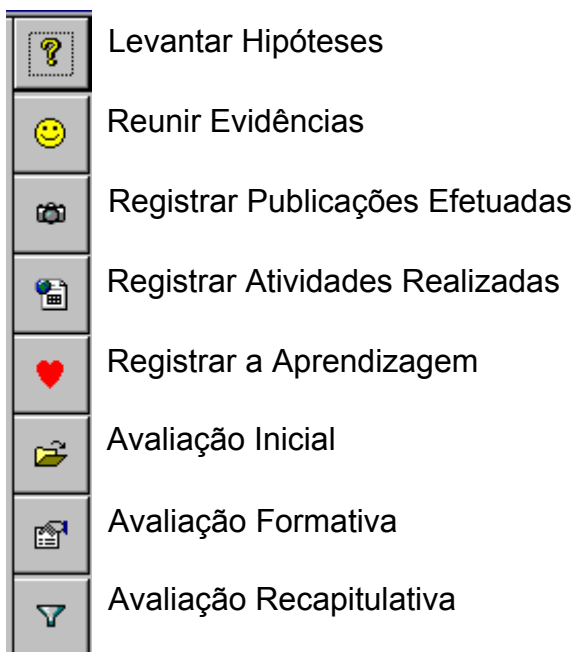 Levantar Hipóteses
Reunir Evidências
Registrar Publicações Efetuadas
Registrar Atividades Realizadas
Registrar a Aprendizagem
Avaliação Inicial
Avaliação Formativa
Avaliação Recapitulativa